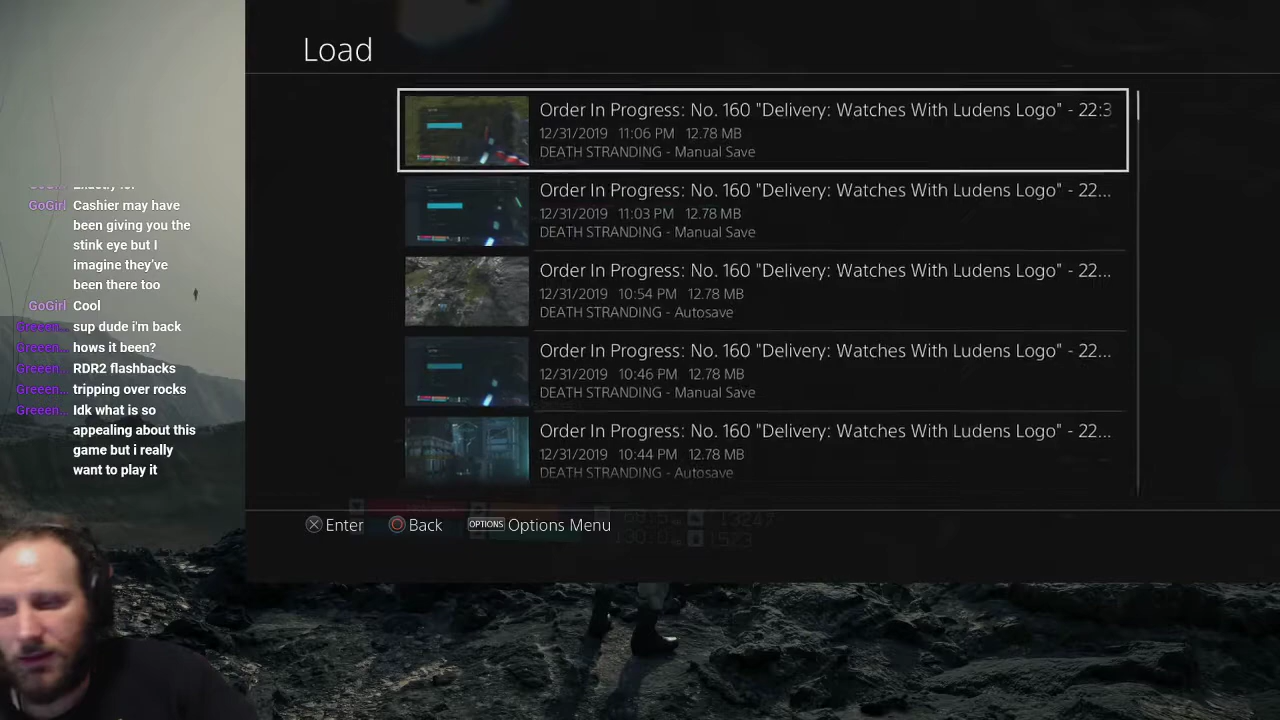 Load
Order In Progress: No. 160 "Delivery: Watches With Ludens Logo" - 22:3
12/31/2019 11:06 PM 12.78 MB
DEATH STRANDING - Manual Save
Order In Progress: No. 160 "Delivery: Watches With Ludens Logo" - 22...
12/31/2019 11:03 PM 12.78 MB
DEATH STRANDING - Manual Save
Order In Progress: No. 160 "Delivery: Watches With Ludens Logo" - 22...
12/31/2019 10:54 PM 12.78 MB
DEATH STRANDING - Autosave
Order In Progress: No. 160 "Delivery: Watches With Ludens Logo" - 22...
12/31/2019 10:46 PM 12.78 MB
DEATH STRANDING - Manual Save
Order In Progress: No. 160 "Delivery: Watches With Ludens Logo" - 22...
12/31/2019 10:44 PM 12.78 MB
DEATH STRANDING - Autosave
Enter Back OPTIONS Options Menu
13247
1523
GoGirl Cashier may have
been giving you the
stink eye but I
imagine they've
been there too
GoGirl Cool
Greeen... sup dude i'm back
Greeen... hows it been?
Greeen... RDR2 flashbacks
Greeen... tripping over rocks
Greeen... Idk what is so
appealing about this
game but i really
want to play it